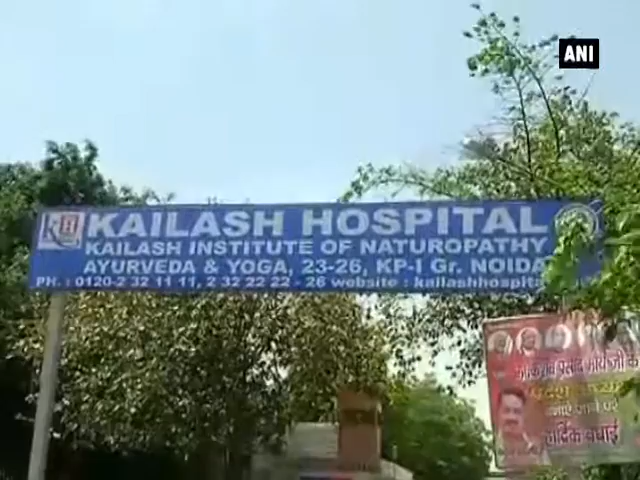 ANI
KH
KAILASH HOSPITAL
KAILASH INSTITUTE OF NATUROPATHY,
AYURVEDA & YOGA, 23-26, KP-I Gr. NOIDA
PH.: 0120-2 32 11 11, 2 32 22 - 26 website : kailashhospital
हार्दिक बधाई